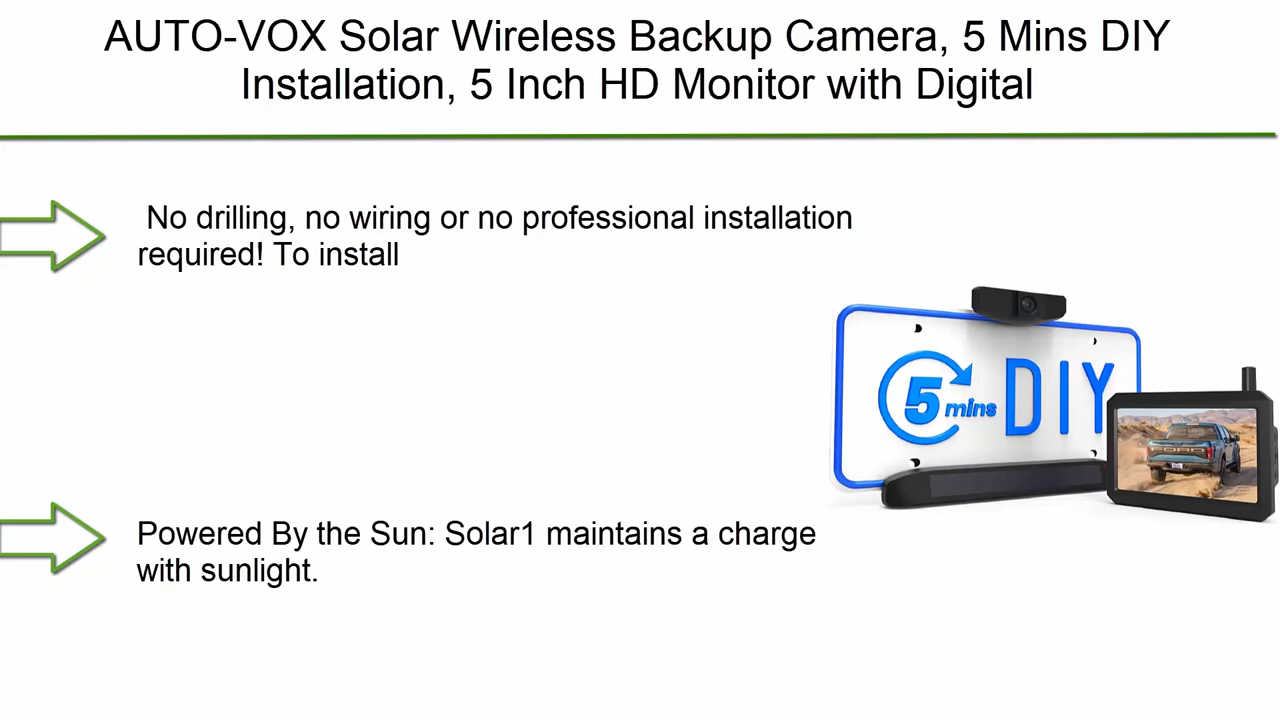 AUTO-VOX Solar Wireless Backup Camera, 5 Mins DIY
Installation, 5 Inch HD Monitor with Digital
No drilling, no wiring or no professional installation
required! To install
5 mins DIY
Powered By the Sun: Solar1 maintains a charge
with sunlight.